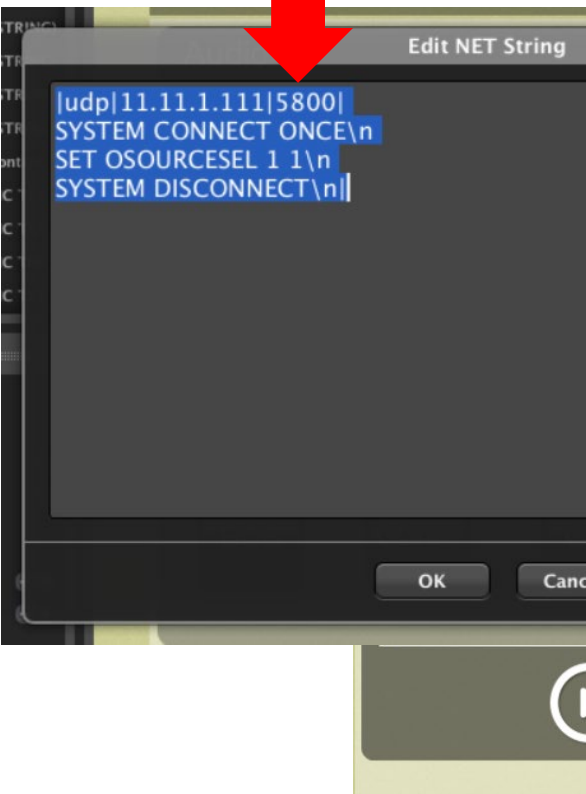 TRING)
Edit NET String
|udp|11.11.1.111|5800|
SYSTEM CONNECT ONCE\n
SET OSOURCESEL 1 1\n
SYSTEM DISCONNECT\n|
OK
Canc